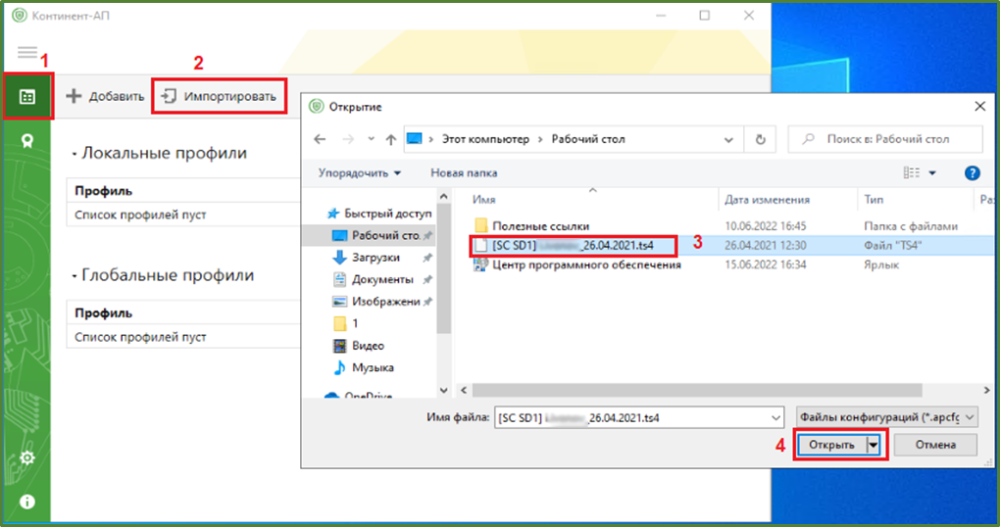 Континент-АП
1
2
Добавить
Импортировать
Открытие
Этот компьютер > Рабочий стол
Поиск в: Рабочий стол
Локальные профили
Упорядочить
Новая папка
Профиль
Список профилей пуст
Имя
Дата изменения
Тип
Ра
Быстрый доступ
Полезные ссылки
10.06.2022 16:45
Папка с файлами
Рабочий сто.
[SC SD1] _26.04.2021.ts4
3
26.04.2021 12:30
Файл "TS4"
Загрузки
Центр программного обеспечения
15.06.2022 16:34
Ярлык
Глобальные профили
Документы
Изображени
Профиль
1
Список профилей пуст
Видео
Музыка
OneDrive
Имя файла:
[SC SD1] _26.04.2021.ts4
Файлы конфигураций (*.apcfg
4
Открыть
Отмена